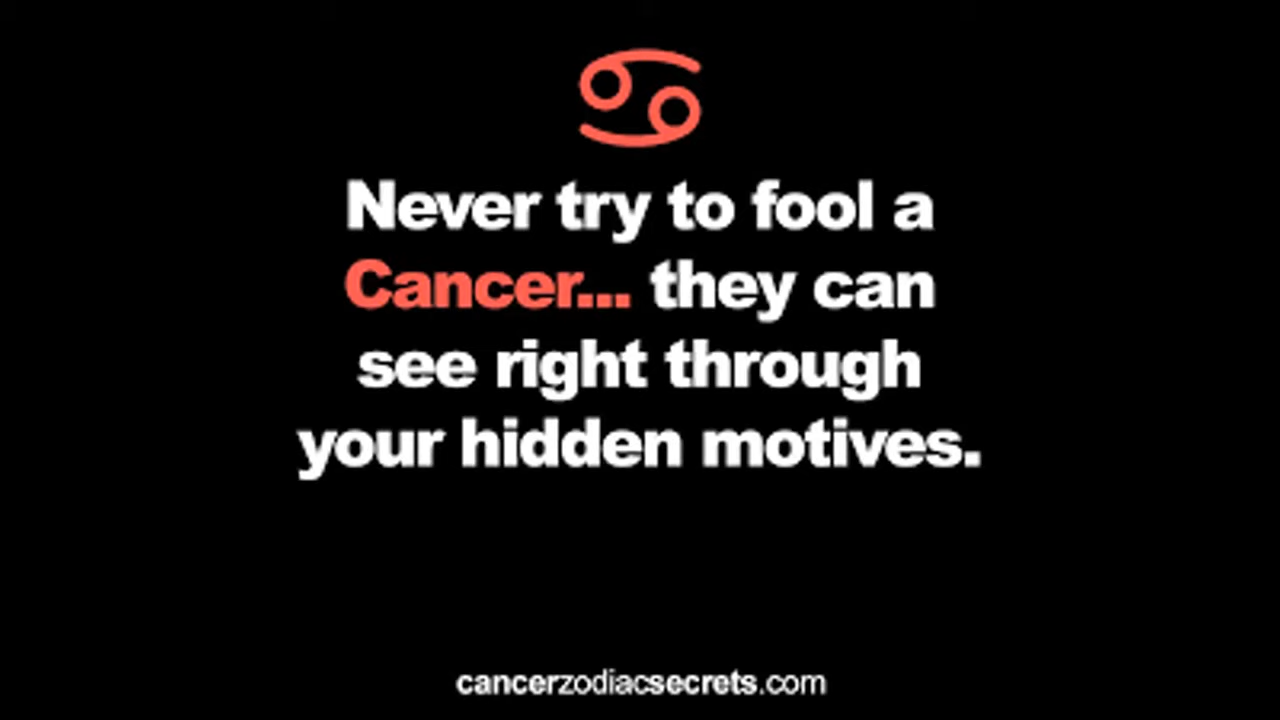 Never try to fool a
Cancer... they can
see right through
your hidden motives.
cancerzodiacsecrets.com